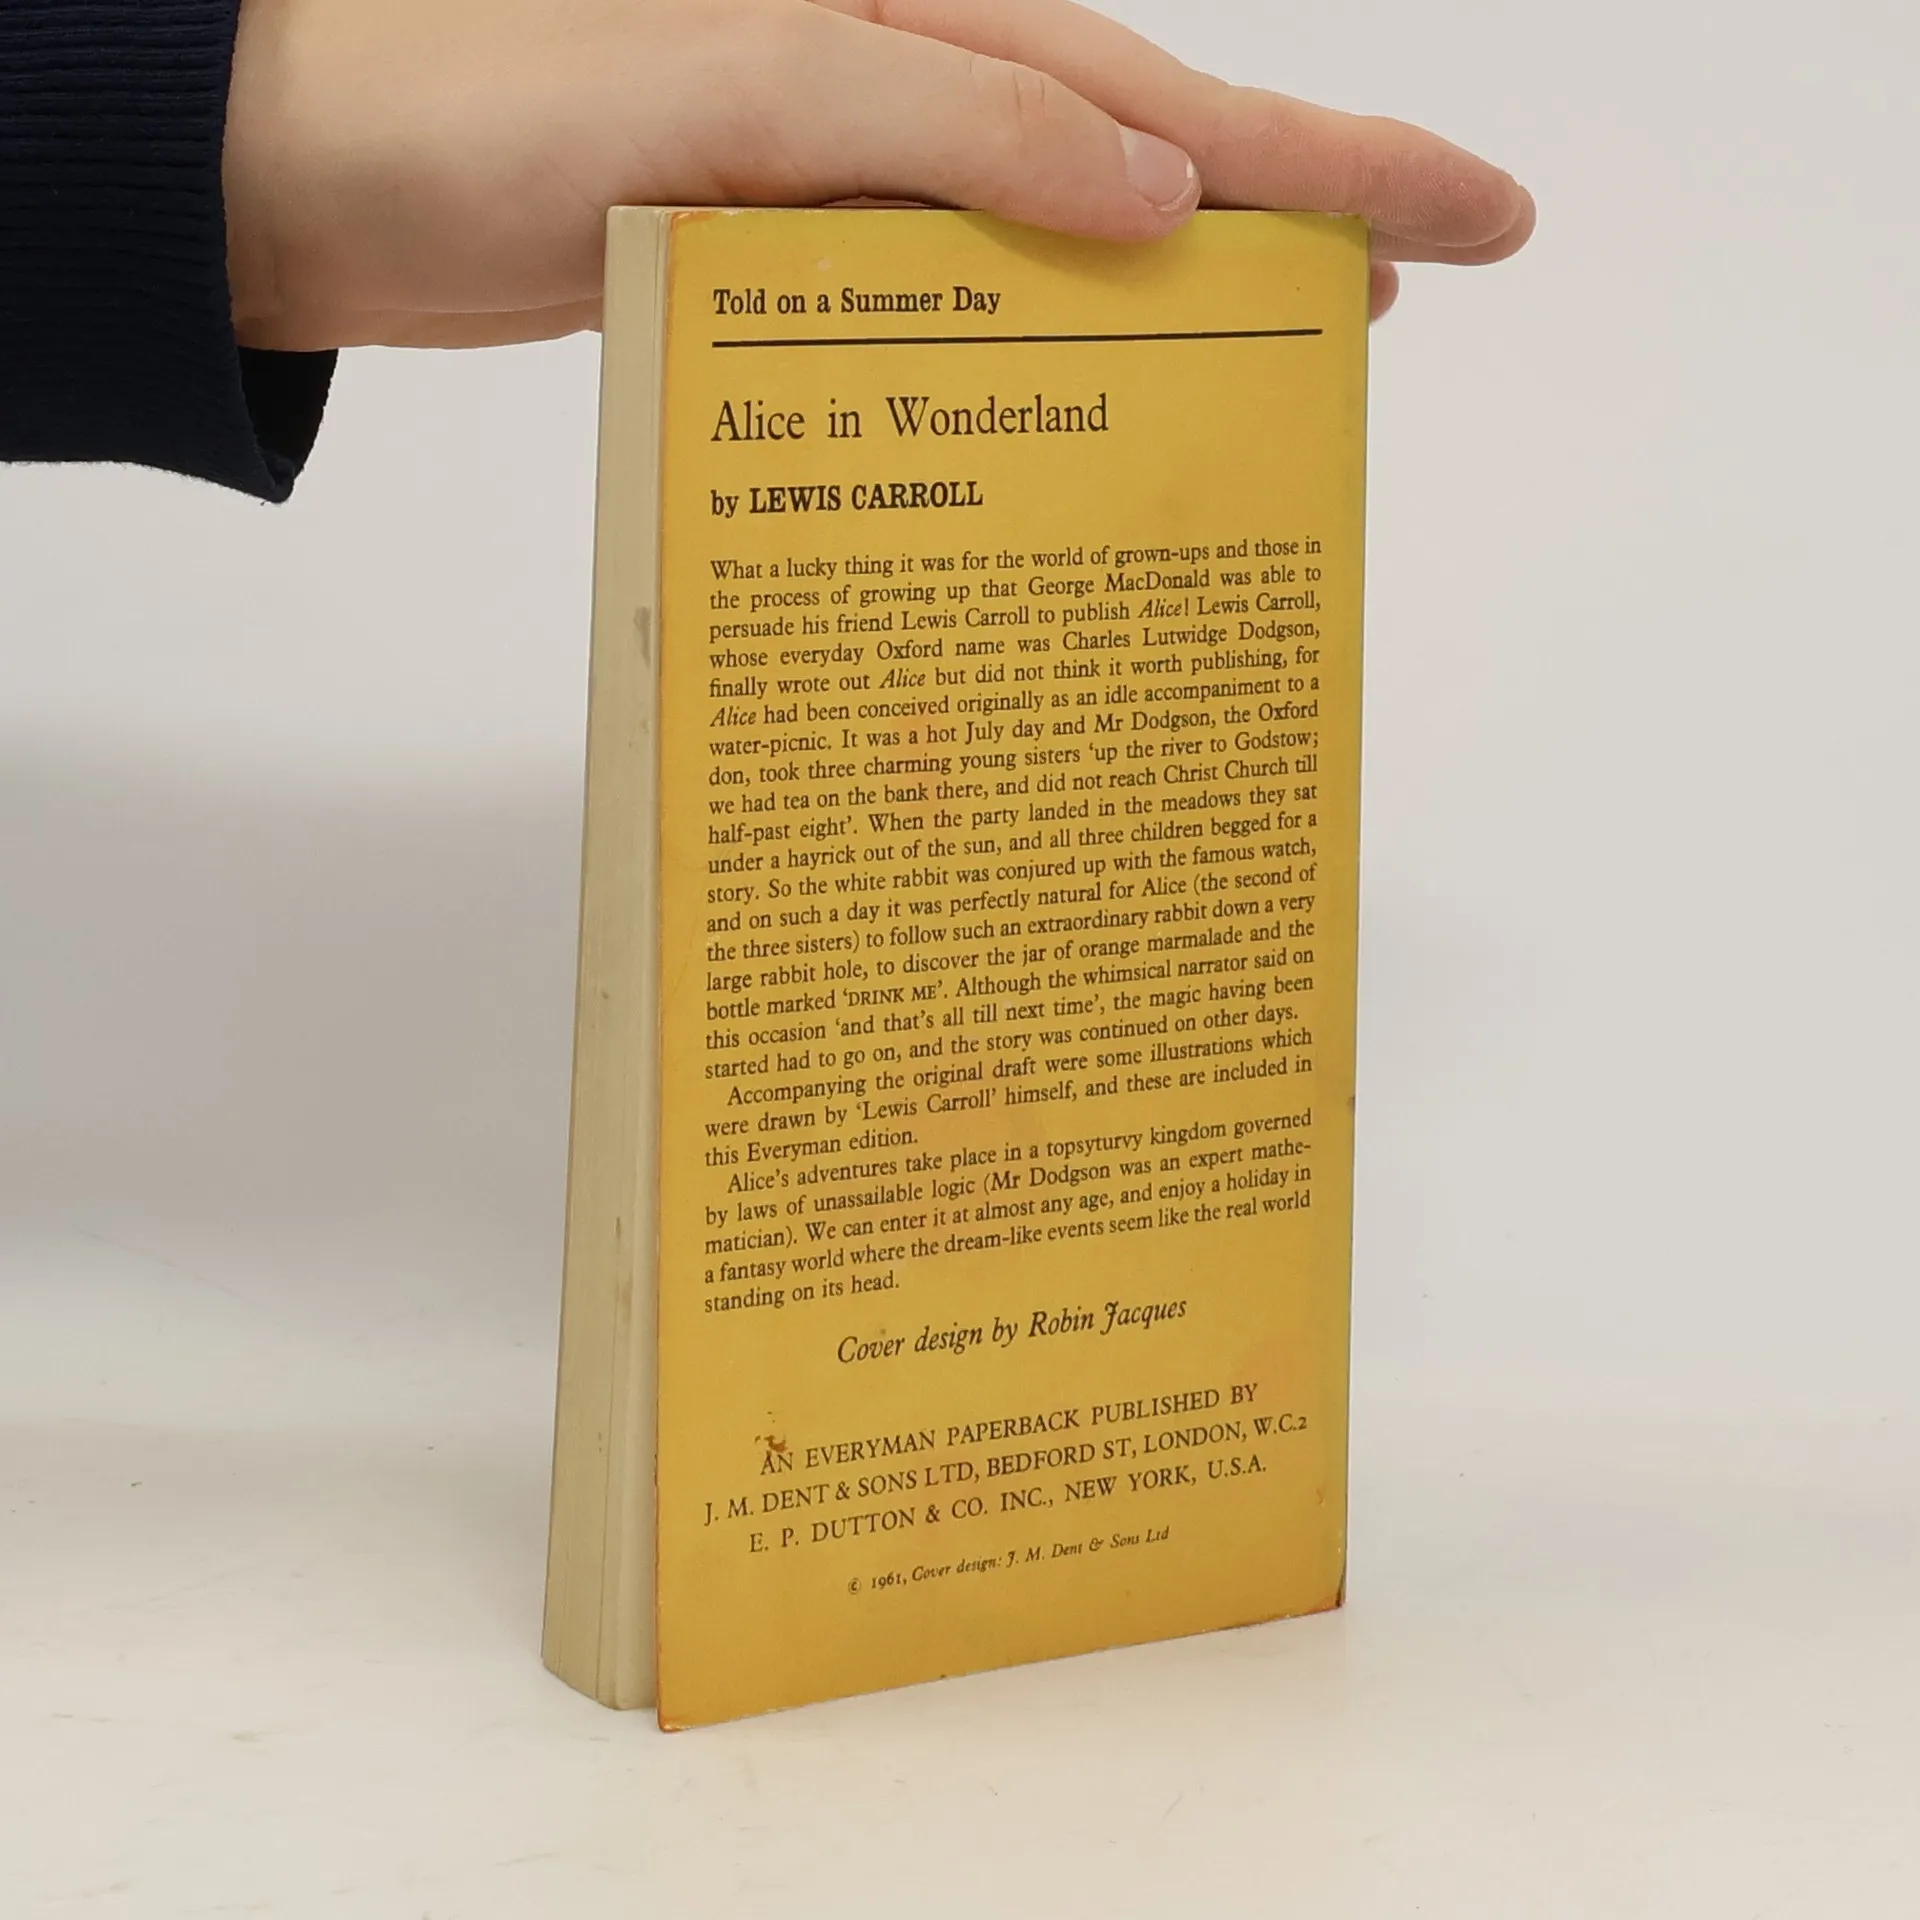 Told on a Summer Day
Alice in Wonderland
by LEWIS CARROLL
What a lucky thing it was for the world of grown-ups and those in
the process of growing up that George MacDonald was able to
persuade his friend Lewis Carroll to publish Alice! Lewis Carroll,
whose everyday Oxford name was Charles Lutwidge Dodgson,
finally wrote out Alice but did not think it worth publishing, for
Alice had been conceived originally as an idle accompaniment to a
water-picnic. It was a hot July day and Mr Dodgson, the Oxford
don, took three charming young sisters ‘up the river to Godstow;
we had tea on the bank there, and did not reach Christ Church till
half-past eight’. When the party landed in the meadows they sat
under a hayrick out of the sun, and all three children begged for a
story. So the white rabbit was conjured up with the famous watch,
and on such a day it was perfectly natural for Alice (the second of
the three sisters) to follow such an extraordinary rabbit down a very
large rabbit hole, to discover the jar of orange marmalade and the
bottle marked ‘DRINK ME’. Although the whimsical narrator said on
this occasion ‘and that’s all till next time’, the magic having been
started had to go on, and the story was continued on other days.
Accompanying the original draft were some illustrations which
were drawn by ‘Lewis Carroll’ himself, and these are included in
this Everyman edition.
Alice’s adventures take place in a topsyturvy kingdom governed
by laws of unassailable logic (Mr Dodgson was an expert mathe-
matician). We can enter it at almost any age, and enjoy a holiday in
a fantasy world where the dream-like events seem like the real world
standing on its head.
Cover design by Robin Jacques
AN EVERYMAN PAPERBACK PUBLISHED BY
J. M. DENT & SONS LTD, BEDFORD ST, LONDON, W.C.2
E. P. DUTTON & CO. INC., NEW YORK, U.S.A.
© 1961, Cover design: J. M. Dent & Sons Ltd